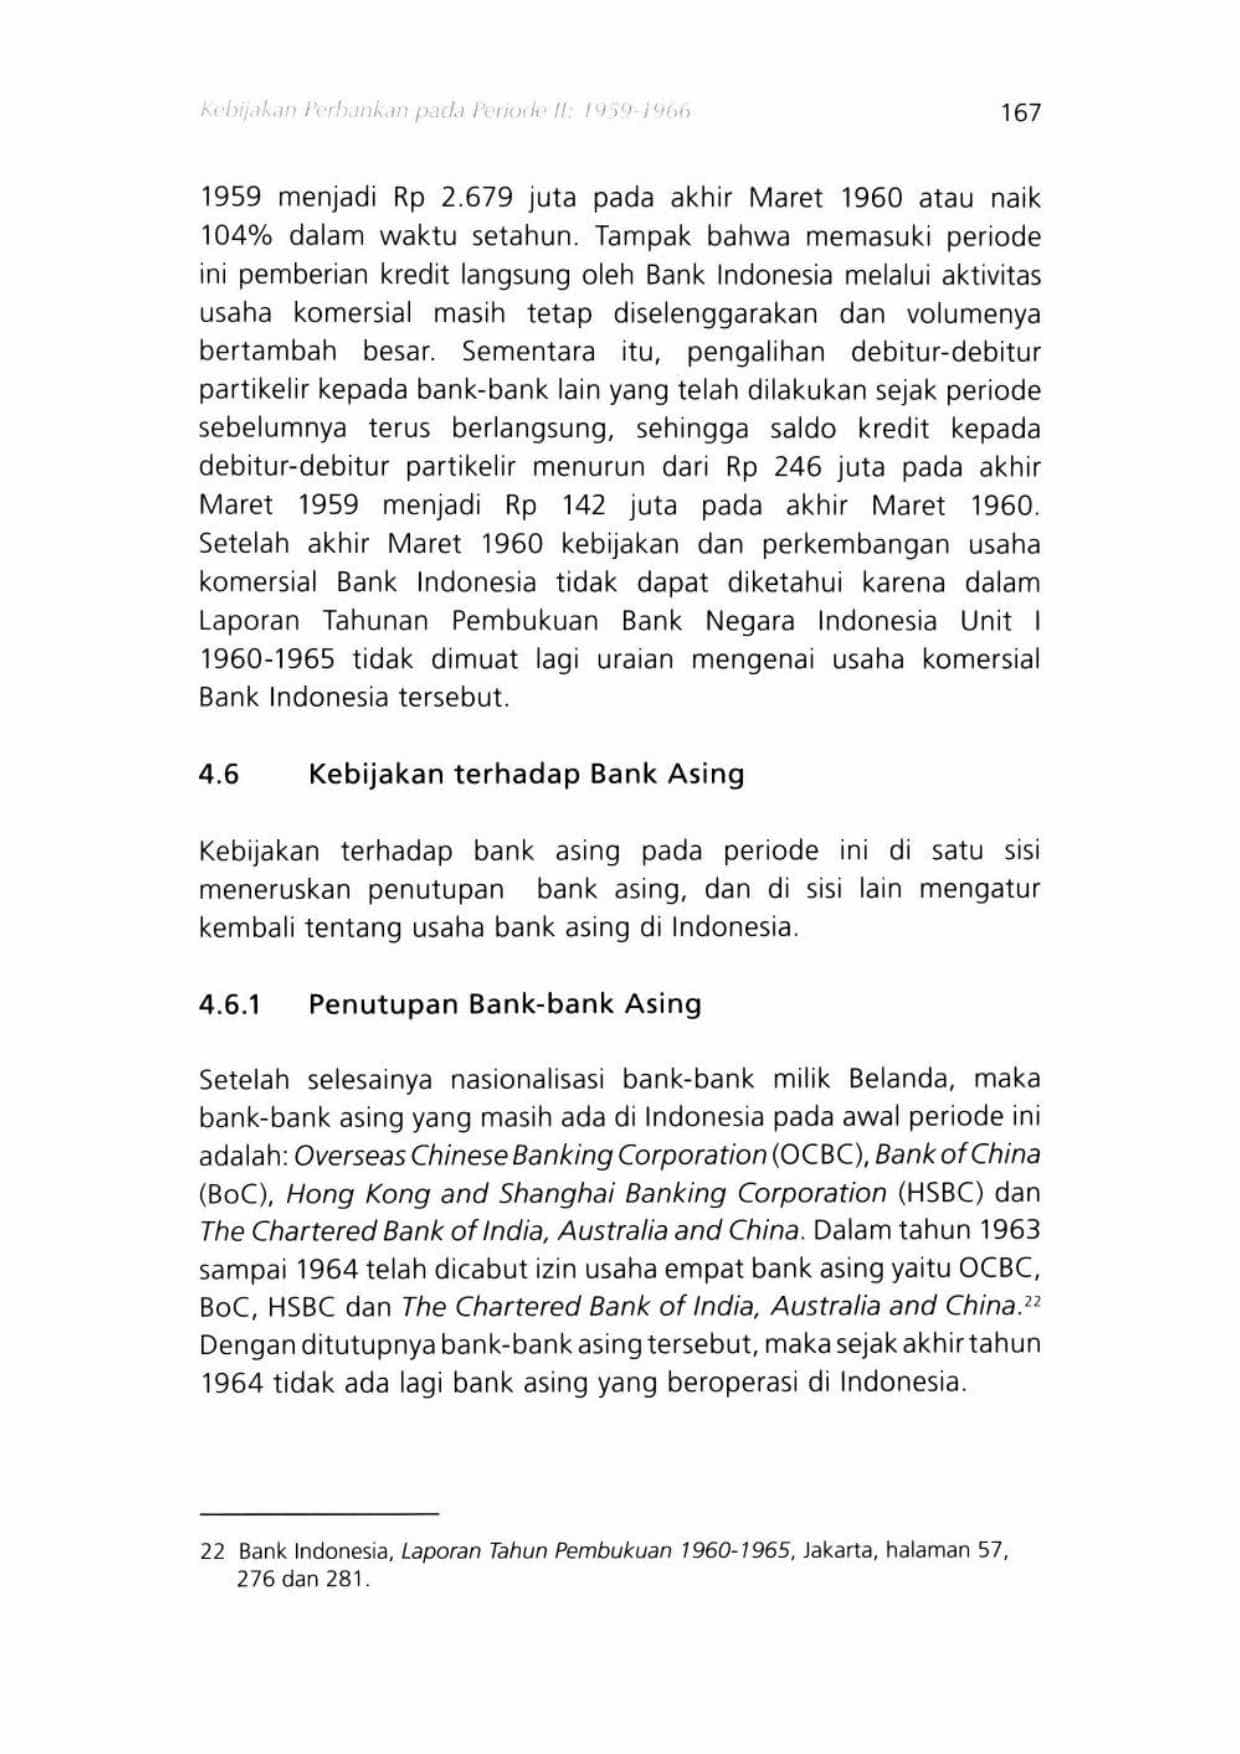 Kebijakan Perbankan pada Periode II: 1959-1966 167
1959 menjadi Rp 2.679 juta pada akhir Maret 1960 atau naik
104% dalam waktu setahun. Tampak bahwa memasuki periode
ini pemberian kredit langsung oleh Bank Indonesia melalui aktivitas
usaha komersial masih tetap diselenggarakan dan volumenya
bertambah besar. Sementara itu, pengalihan debitur-debitur
partikelir kepada bank-bank lain yang telah dilakukan sejak periode
sebelumnya terus berlangsung, sehingga saldo kredit kepada
debitur-debitur partikelir menurun dari Rp 246 juta pada akhir
Maret 1959 menjadi Rp 142 juta pada akhir Maret 1960.
Setelah akhir Maret 1960 kebijakan dan perkembangan usaha
komersial Bank Indonesia tidak dapat diketahui karena dalam
Laporan Tahunan Pembukuan Bank Negara Indonesia Unit I
1960-1965 tidak dimuat lagi uraian mengenai usaha komersial
Bank Indonesia tersebut.
4.6 Kebijakan terhadap Bank Asing
Kebijakan terhadap bank asing pada periode ini di satu sisi
meneruskan penutupan bank asing, dan di sisi lain mengatur
kembali tentang usaha bank asing di Indonesia.
4.6.1 Penutupan Bank-bank Asing
Setelah selesainya nasionalisasi bank-bank milik Belanda, maka
bank-bank asing yang masih ada di Indonesia pada awal periode ini
adalah: Overseas Chinese Banking Corporation (OCBC), Bank of China
(BoC), Hong Kong and Shanghai Banking Corporation (HSBC) dan
The Chartered Bank of India, Australia and China. Dalam tahun 1963
sampai 1964 telah dicabut izin usaha empat bank asing yaitu OCBC,
BoC, HSBC dan The Chartered Bank of India, Australia and China.22
Dengan ditutupnya bank-bank asing tersebut, maka sejak akhir tahun
1964 tidak ada lagi bank asing yang beroperasi di Indonesia.
22 Bank Indonesia, Laporan Tahun Pembukuan 1960-1965, Jakarta, halaman 57,
276 dan 281.